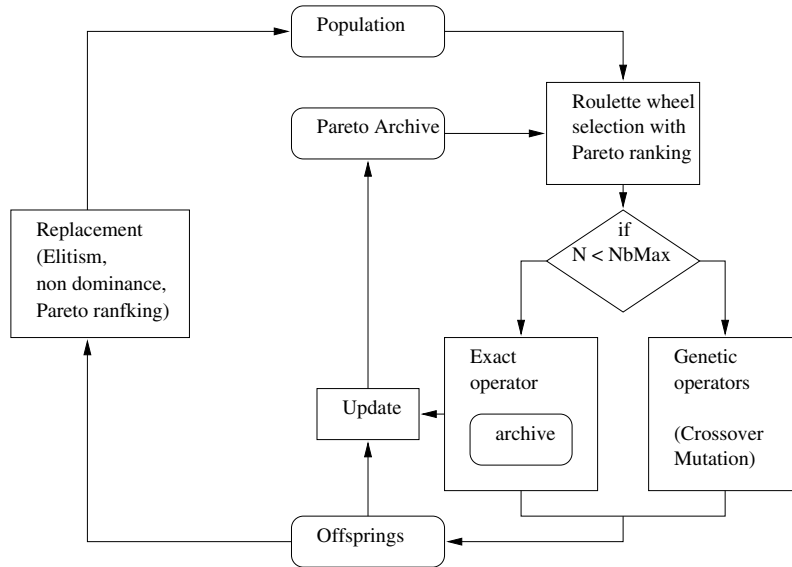 Population
Roulette wheel
selection with
Pareto ranking
Pareto Archive
if
N < NbMax
Replacement
(Elitism,
non dominance,
Pareto ranfking)
Exact
operator
archive
Genetic
operators
(Crossover
Mutation)
Update
Offsprings